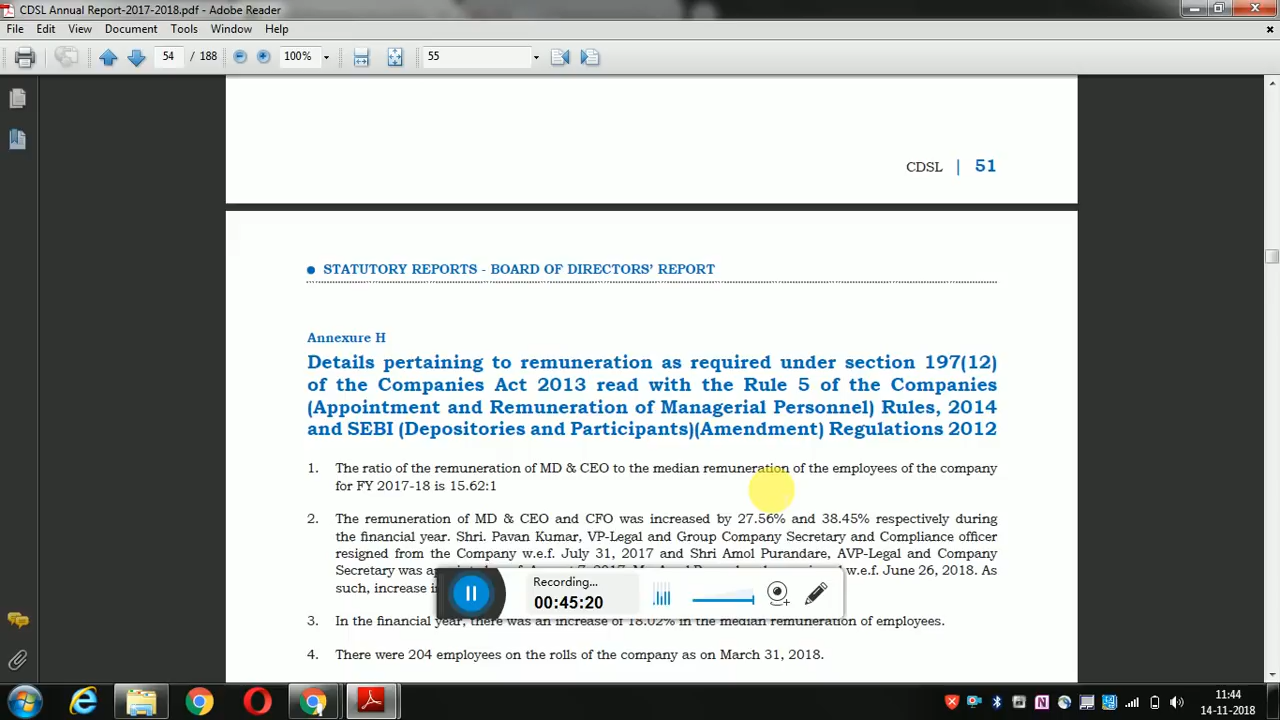 CDSL Annual Report-2017-2018.pdf - Adobe Reader
File Edit View Document Tools Window Help
54 / 188 100% 55
CDSL | 51
STATUTORY REPORTS - BOARD OF DIRECTORS' REPORT
Annexure H
Details pertaining to remuneration as required under section 197(12)
of the Companies Act 2013 read with the Rule 5 of the Companies
(Appointment and Remuneration of Managerial Personnel) Rules, 2014
and SEBI (Depositories and Participants)(Amendment) Regulations 2012
1. The ratio of the remuneration of MD & CEO to the median remuneration of the employees of the company
for FY 2017-18 is 15.62:1
2. The remuneration of MD & CEO and CFO was increased by 27.56% and 38.45% respectively during
the financial year. Shri. Pavan Kumar, VP-Legal and Group Company Secretary and Compliance officer
resigned from the Company w.e.f. July 31, 2017 and Shri Amol Purandare, AVP-Legal and Company
Secretary was w.e.f. June 26, 2018. As
such, increase
Recording...
00:45:20
3. In the financial year, there was an increase of 18.02% in the median remuneration of employees.
4. There were 204 employees on the rolls of the company as on March 31, 2018.
11:44
14-11-2018